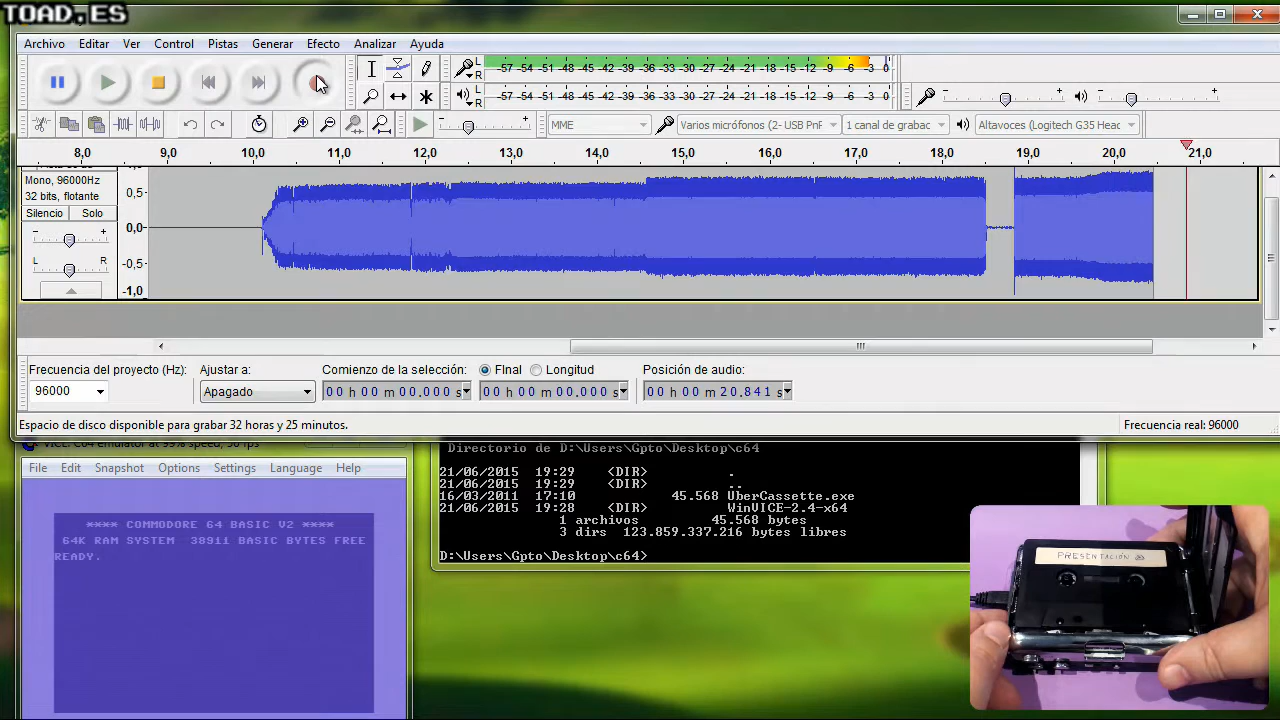 TOAD.ES
Archivo Editar Ver Control Pistas Generar Efecto Analizar Ayuda
L R -57 -54 -51 -48 -45 -42 -39 -36 -33 -30 -27 -24 -21 -18 -15 -12 -9 -6 -3 0
L R -57 -54 -51 -48 -45 -42 -39 -36 -33 -30 -27 -24 -21 -18 -15 -12 -9 -6 -3 0
MME Varios micrófonos (2- USB PnP 1 canal de grabac Altavoces (Logitech G35 Head
8,0 9,0 10,0 11,0 12,0 13,0 14,0 15,0 16,0 17,0 18,0 19,0 20,0 21,0
Mono, 96000Hz
32 bits, flotante
Silencio Solo
- +
L R
0,5
0,0
-0,5
-1,0
Frecuencia del proyecto (Hz): Ajustar a: Comienzo de la selección: FInal Longitud Posición de audio:
96000 Apagado 00 h 00 m 00.000 s 00 h 00 m 00.000 s 00 h 00 m 20.841 s
Espacio de disco disponible para grabar 32 horas y 25 minutos. Frecuencia real: 96000
File Edit Snapshot Options Settings Language Help
**** COMMODORE 64 BASIC V2 ****
64K RAM SYSTEM 38911 BASIC BYTES FREE
READY.
Directorio de D:\Users\Gpto\Desktop\c64
21/06/2015 19:29 <DIR> .
21/06/2015 19:29 <DIR> ..
16/03/2011 17:10 45.568 UberCassette.exe
21/06/2015 19:28 <DIR> WinVICE-2.4-x64
1 archivos 45.568 bytes
3 dirs 123.859.337.216 bytes libres
D:\Users\Gpto\Desktop\c64>
PRESENTACIÓN